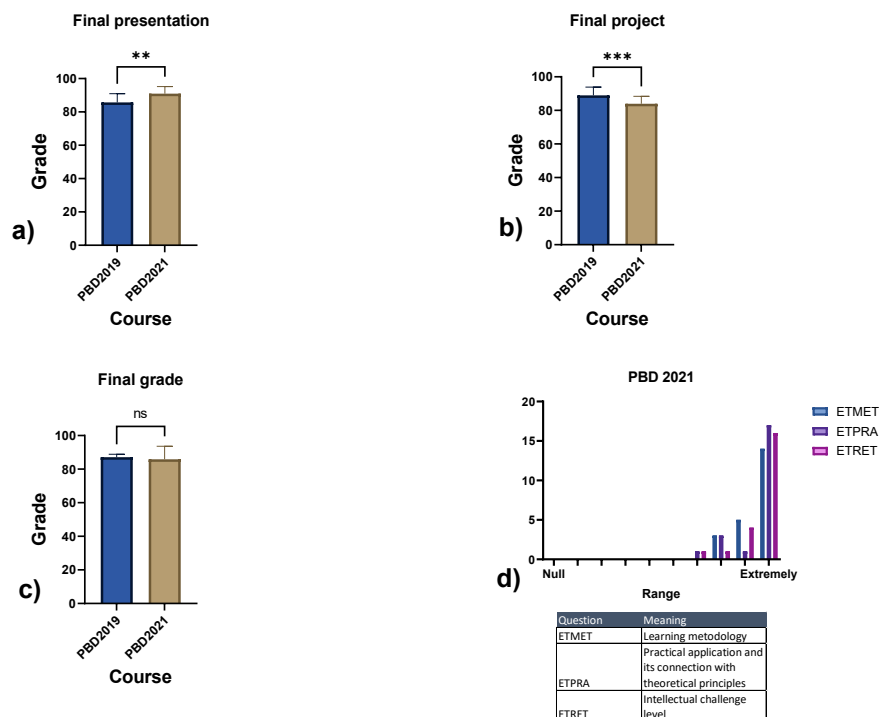 Final presentation
**
100
80
60
40
20
0
Grade
PBD2019
PBD2021
Course
a)
Final project
***
100
80
60
40
20
0
Grade
PBD2019
PBD2021
Course
b)
Final grade
ns
100
80
60
40
20
0
Grade
PBD2019
PBD2021
Course
c)
PBD 2021
20
15
10
5
0
Null
Extremely
Range
ETMET
ETPRA
ETRET
d)
Question Meaning
ETMET Learning metodology
Practical application and
its connection with
ETPRA theoretical principles
Intellectual challenge
ETRET level